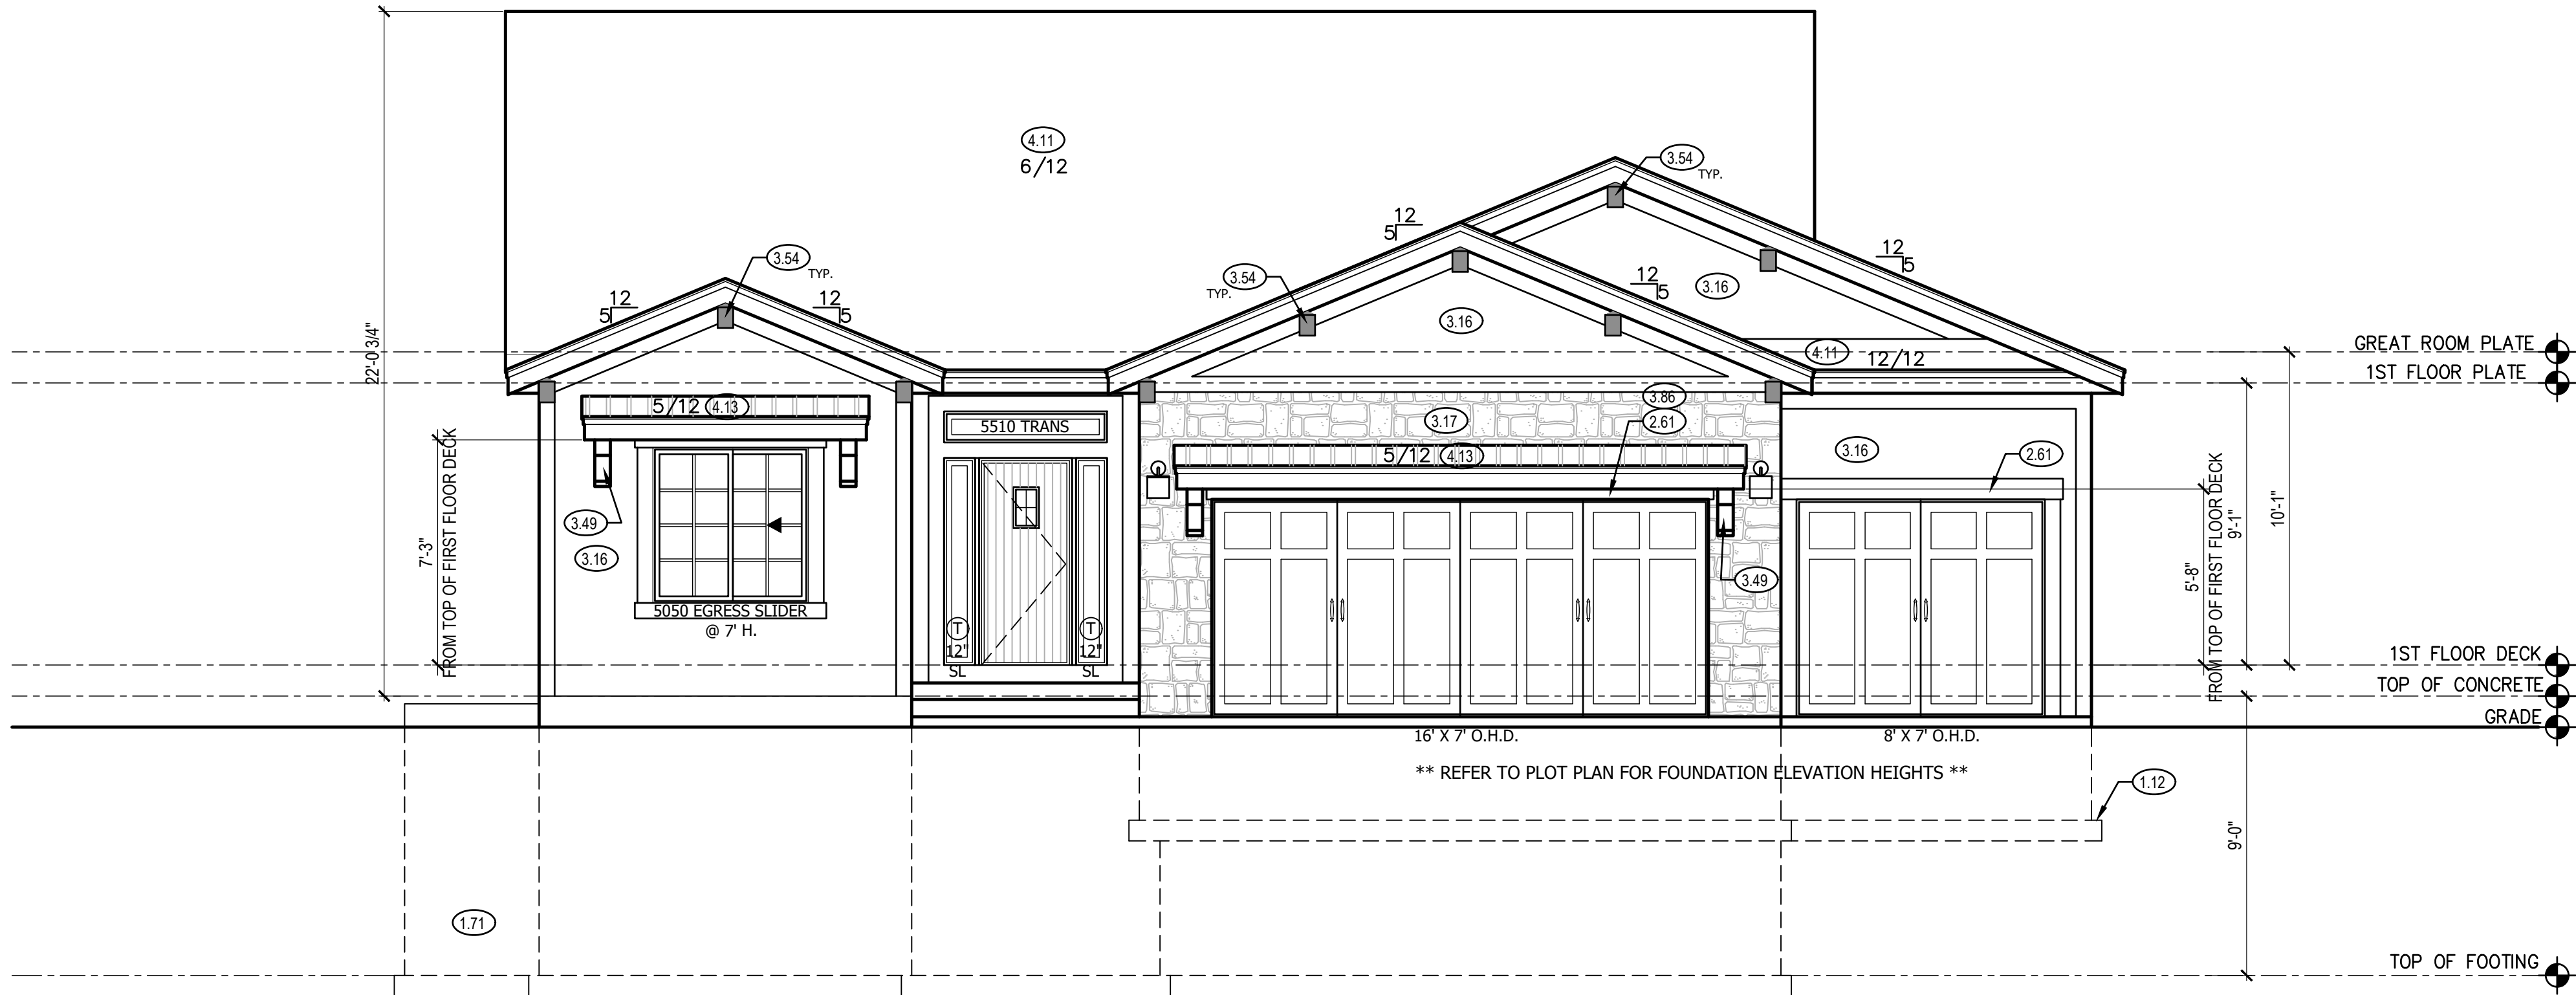 4.11
6/12
3.54
TYP.
12
5
12
5
12
5
3.54
TYP.
12
5
12
5
3.54
TYP.
3.16
3.16
4.11
12/12
22'-0 3/4"
GREAT ROOM PLATE
1ST FLOOR PLATE
5/12 4.13
5510 TRANS
3.86
3.17
2.61
5/12 4.13
3.16
2.61
3.49
3.16
7'-3"
FROM TOP OF FIRST FLOOR DECK
5050 EGRESS SLIDER
@ 7' H.
T
12"
SL
T
12"
SL
3.49
5'-8"
FROM TOP OF FIRST FLOOR DECK
9'-1"
10'-1"
1ST FLOOR DECK
TOP OF CONCRETE
GRADE
16' X 7' O.H.D.
8' X 7' O.H.D.
** REFER TO PLOT PLAN FOR FOUNDATION ELEVATION HEIGHTS **
1.12
9'-0"
1.71
TOP OF FOOTING